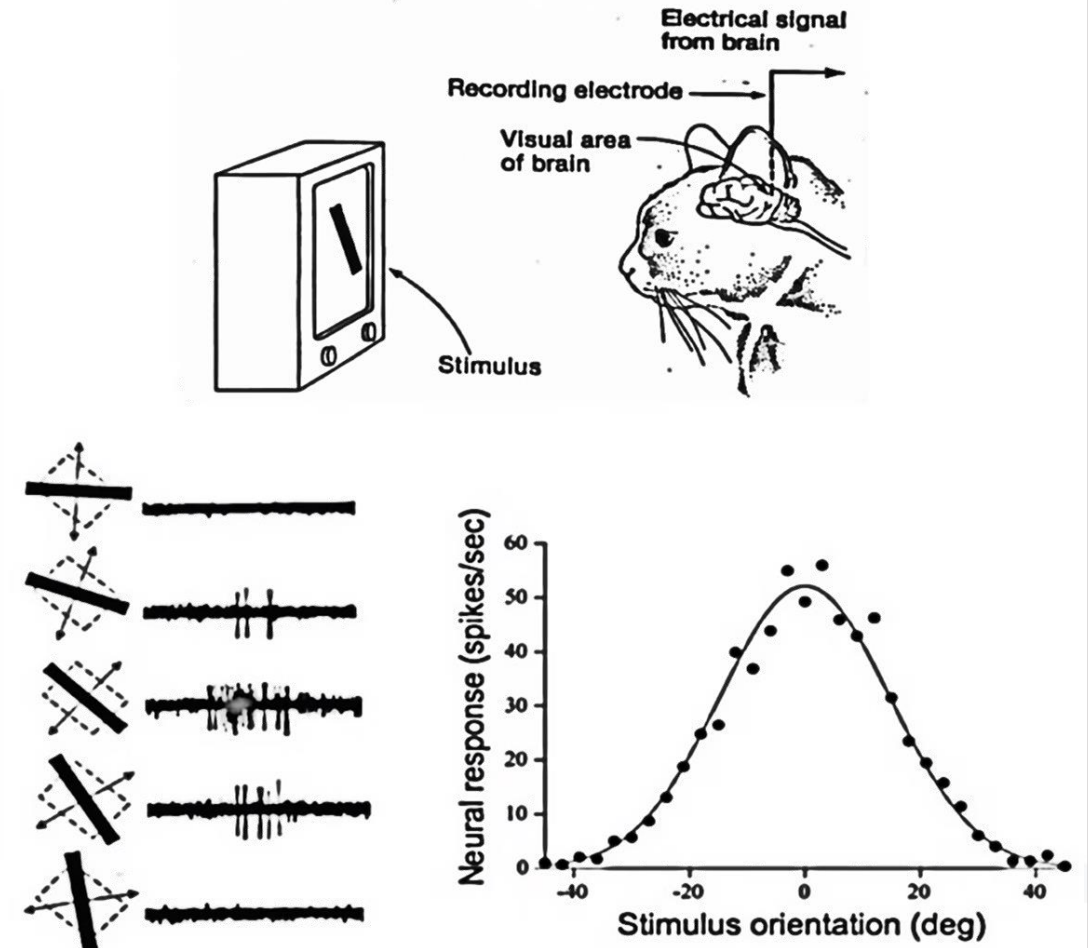 Electrical signal
from brain
Recording electrode
Visual area
of brain
Stimulus
Neural response (spikes/sec)
60
50
40
30
20
10
0
-40
-20
0
20
40
Stimulus orientation (deg)